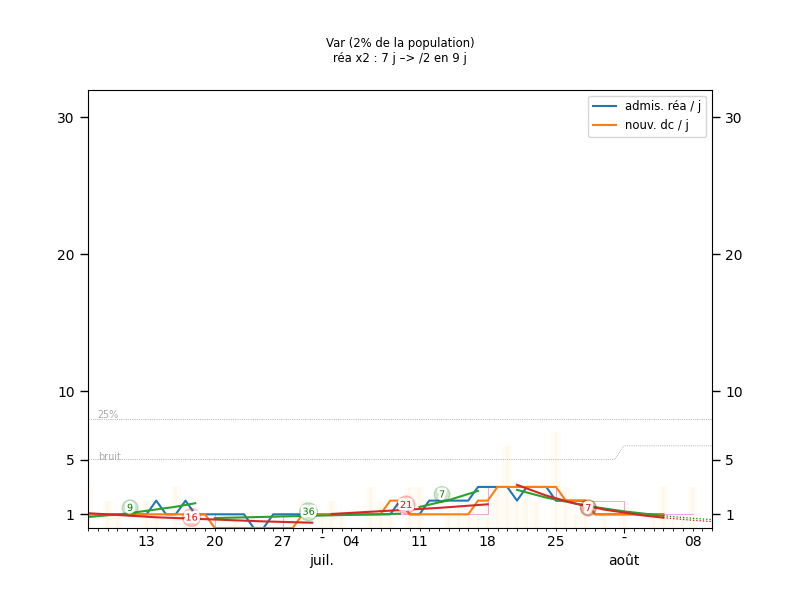 Var (2% de la population)
réa x2 : 7 j –> /2 en 9 j
admis. réa / j
nouv. dc / j
30 30
20 20
10 10
25%
bruit
5 5
1 1
9 16 36 21 7 7
13 20 27 - 04 11 18 25 - 08
juil. août